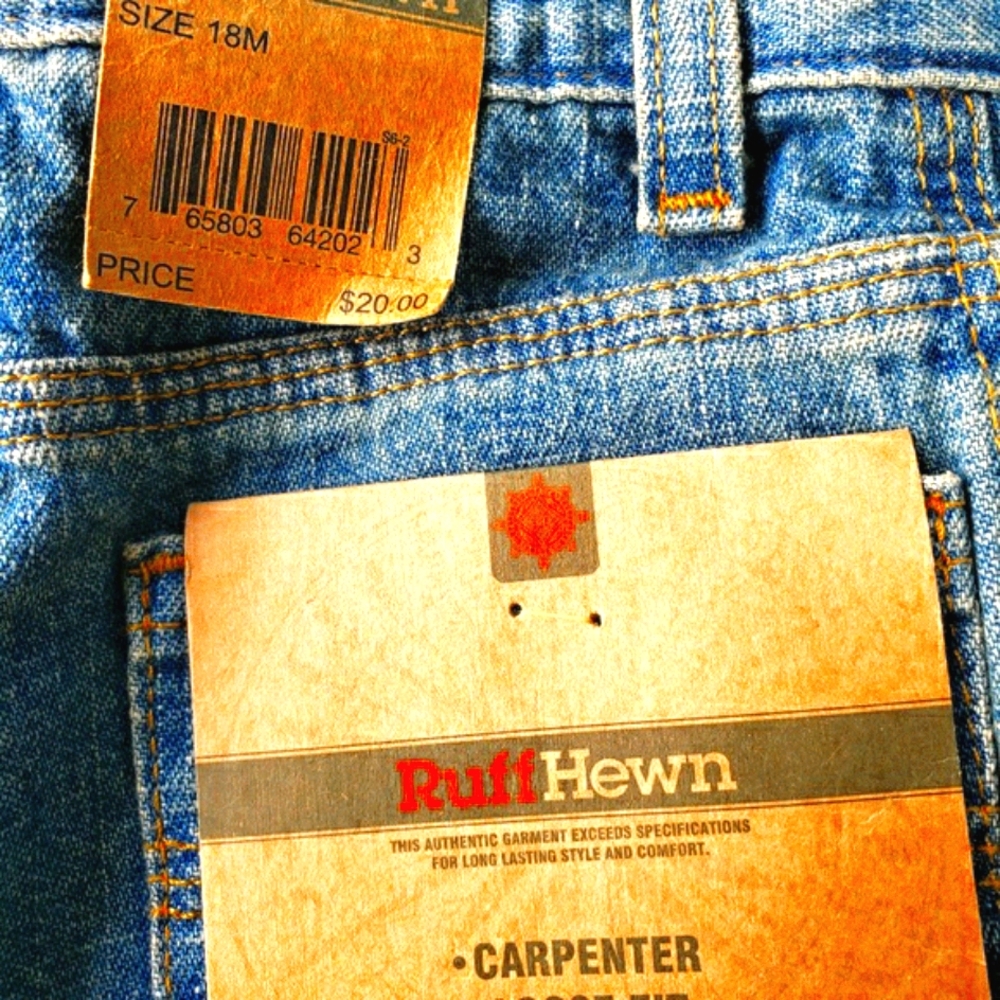 SIZE 18M
S6-2
7 65803 64202 3
PRICE $20.00
RuffHewn
THIS AUTHENTIC GARMENT EXCEEDS SPECIFICATIONS
FOR LONG LASTING STYLE AND COMFORT.
• CARPENTER